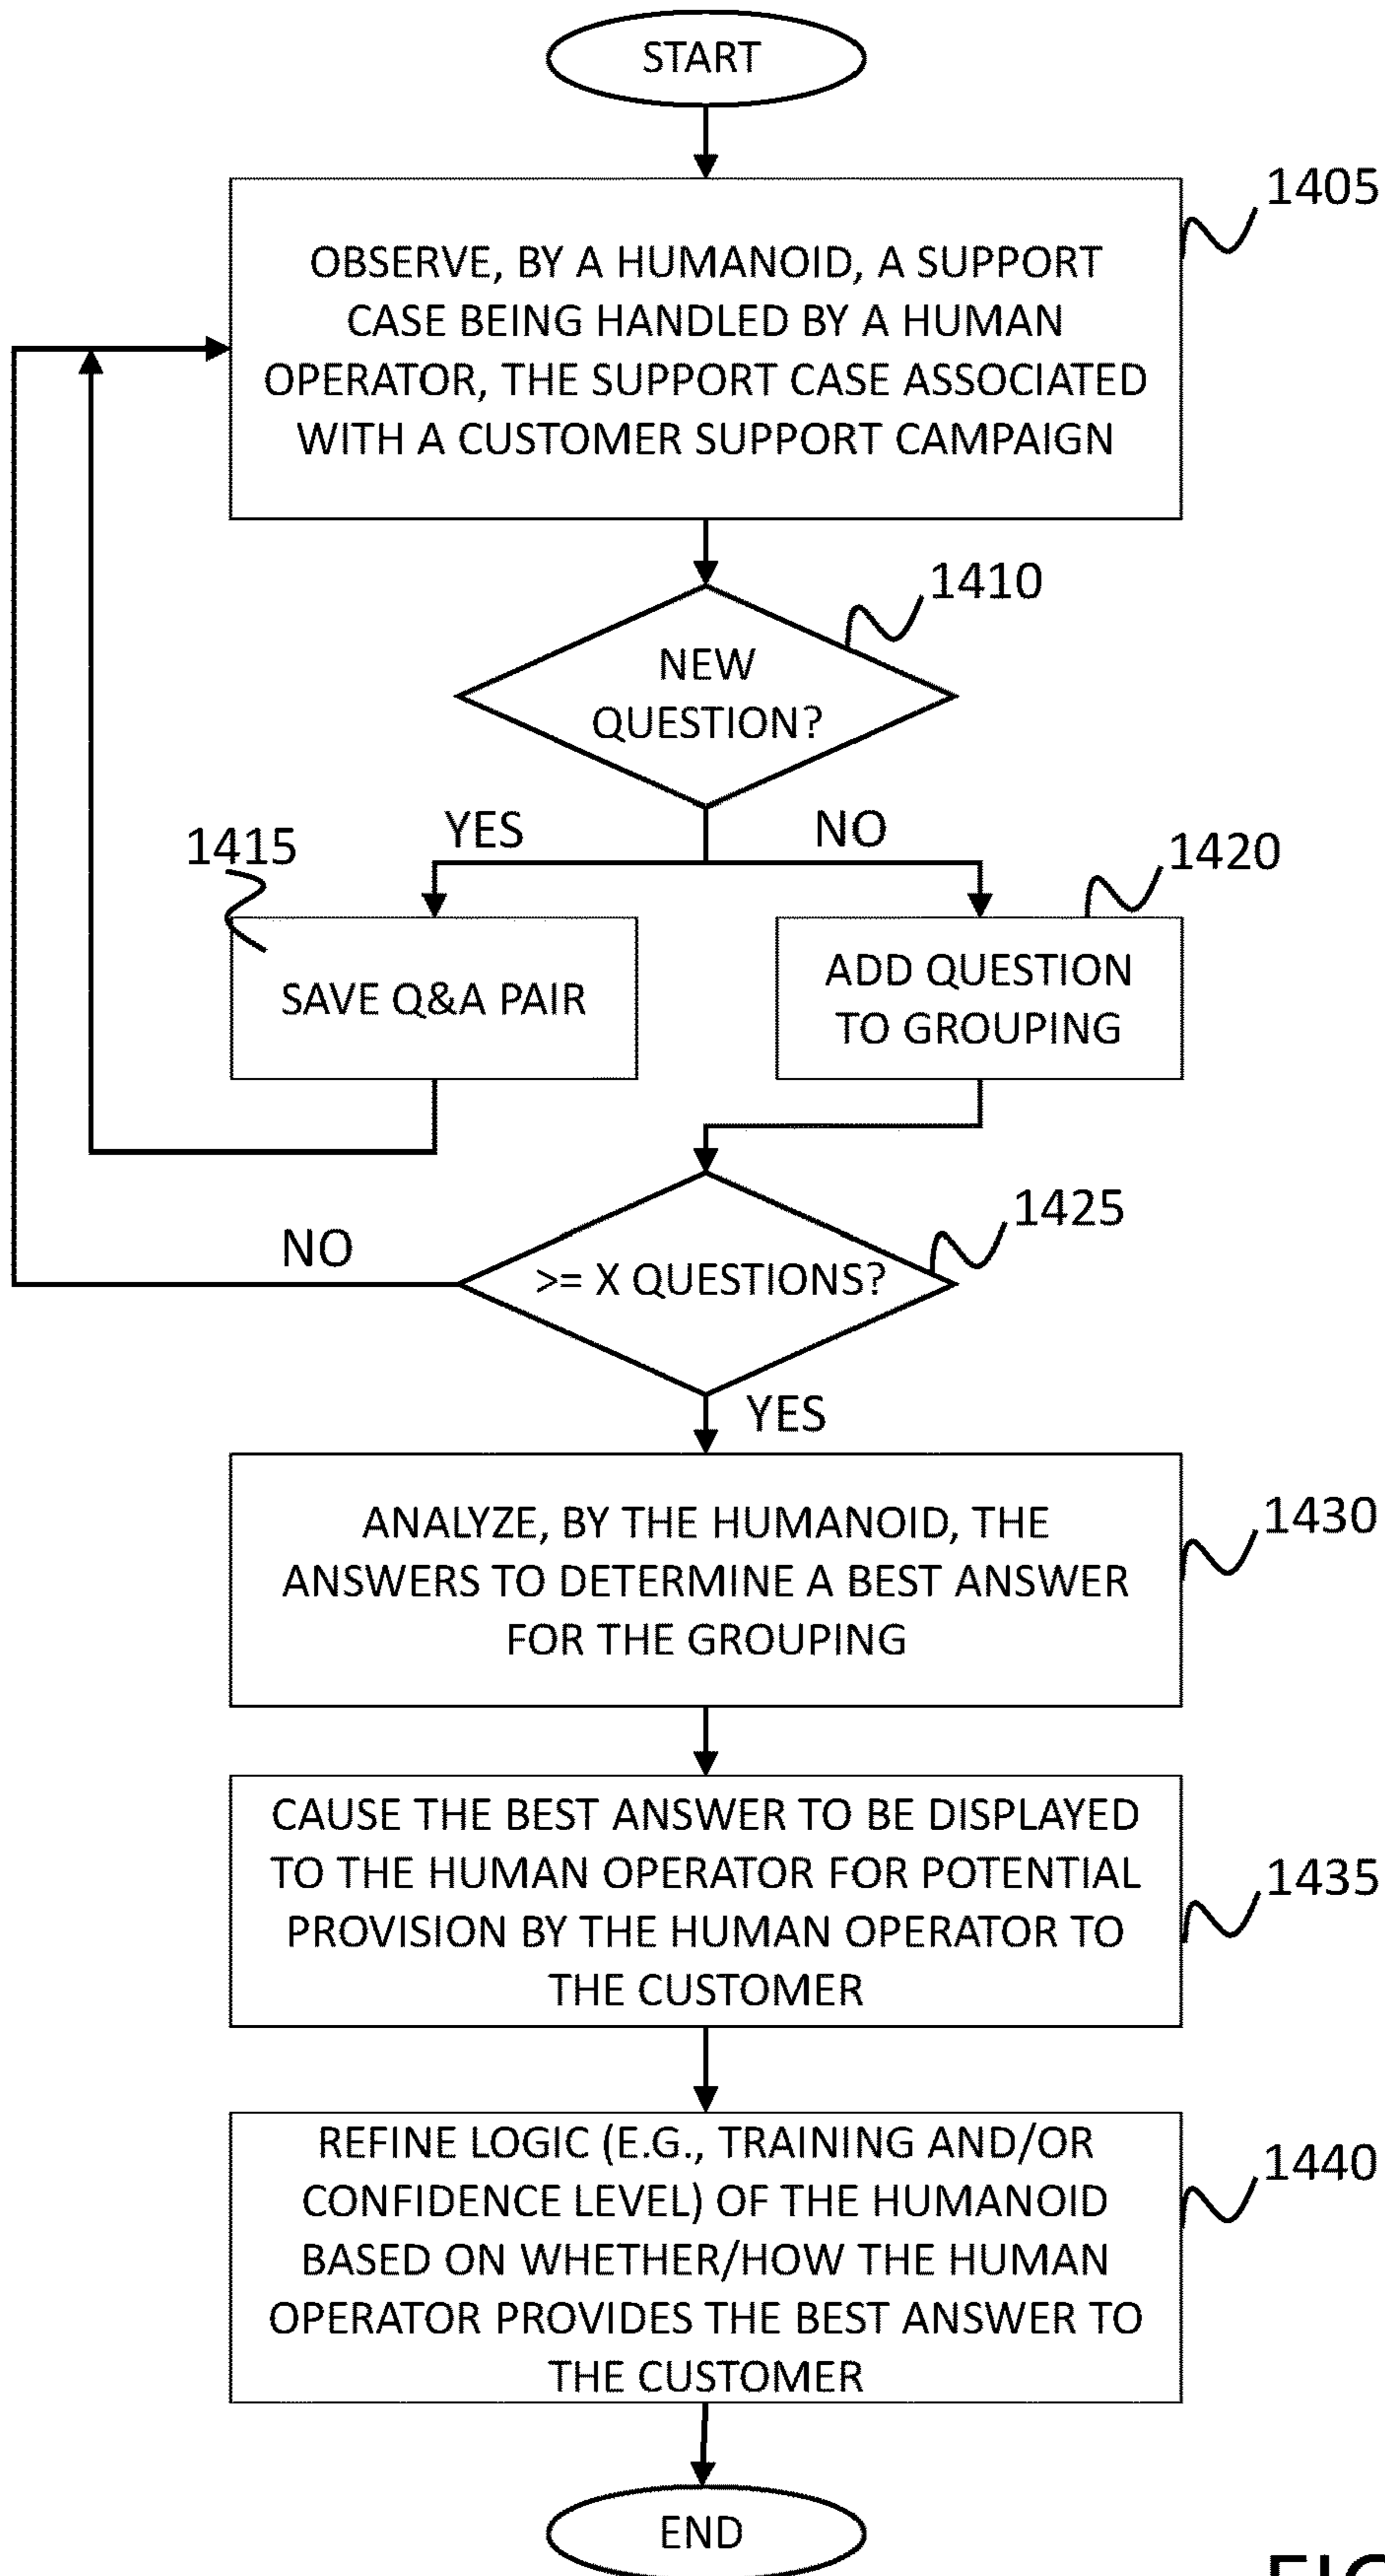 START
1405
OBSERVE, BY A HUMANOID, A SUPPORT
CASE BEING HANDLED BY A HUMAN
OPERATOR, THE SUPPORT CASE ASSOCIATED
WITH A CUSTOMER SUPPORT CAMPAIGN
1410
NEW
QUESTION?
YES
NO
1415
1420
SAVE Q&A PAIR
ADD QUESTION
TO GROUPING
1425
NO
>= X QUESTIONS?
YES
1430
ANALYZE, BY THE HUMANOID, THE
ANSWERS TO DETERMINE A BEST ANSWER
FOR THE GROUPING
1435
CAUSE THE BEST ANSWER TO BE DISPLAYED
TO THE HUMAN OPERATOR FOR POTENTIAL
PROVISION BY THE HUMAN OPERATOR TO
THE CUSTOMER
1440
REFINE LOGIC (E.G., TRAINING AND/OR
CONFIDENCE LEVEL) OF THE HUMANOID
BASED ON WHETHER/HOW THE HUMAN
OPERATOR PROVIDES THE BEST ANSWER TO
THE CUSTOMER
END